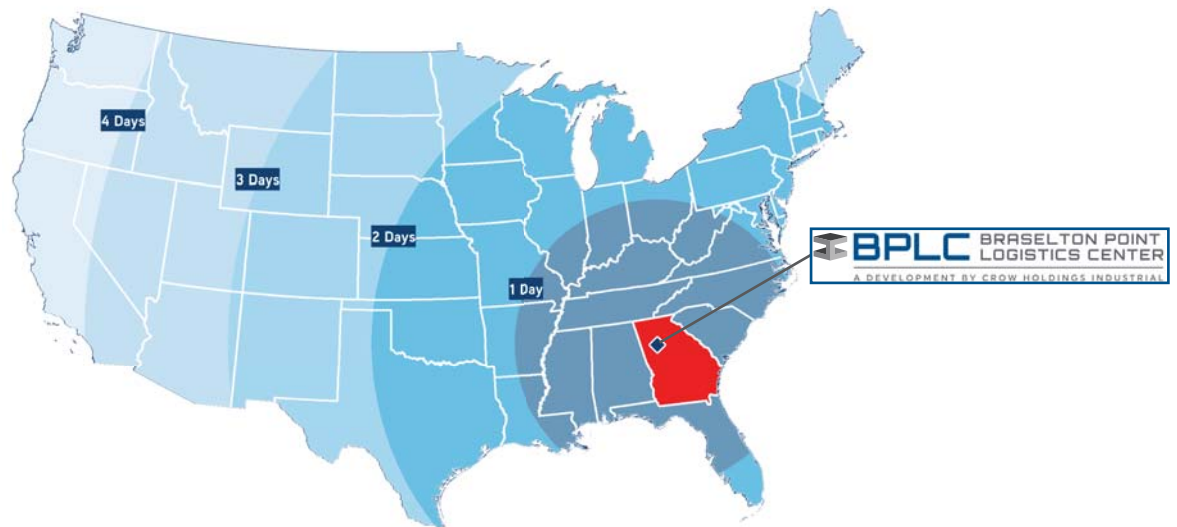 4 Days
3 Days
2 Days
1 Day
BPLC BRASELTON POINT
LOGISTICS CENTER
A DEVELOPMENT BY CROW HOLDINGS INDUSTRIAL